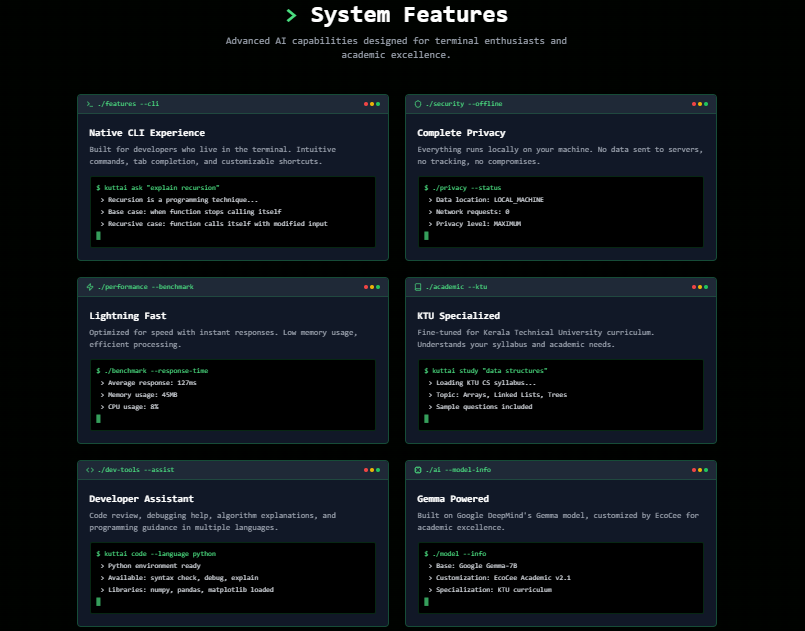 > System Features
Advanced AI capabilities designed for terminal enthusiasts and
academic excellence.
./features --cli
Native CLI Experience
Built for developers who live in the terminal. Intuitive
commands, tab completion, and customizable shortcuts.
$ kuttai ask "explain recursion"
> Recursion is a programming technique...
> Base case: when function stops calling itself
> Recursive case: function calls itself with modified input
./security --offline
Complete Privacy
Everything runs locally on your machine. No data sent to servers,
no tracking, no compromises.
$ ./privacy --status
> Data location: LOCAL_MACHINE
> Network requests: 0
> Privacy level: MAXIMUM
./performance --benchmark
Lightning Fast
Optimized for speed with instant responses. Low memory usage,
efficient processing.
$ ./benchmark --response-time
> Average response: 127ms
> Memory usage: 45MB
> CPU usage: 8%
./academic --ktu
KTU Specialized
Fine-tuned for Kerala Technical University curriculum.
Understands your syllabus and academic needs.
$ kuttai study "data structures"
> Loading KTU CS syllabus...
> Topic: Arrays, Linked Lists, Trees
> Sample questions included
./dev-tools --assist
Developer Assistant
Code review, debugging help, algorithm explanations, and
programming guidance in multiple languages.
$ kuttai code --language python
> Python environment ready
> Available: syntax check, debug, explain
> Libraries: numpy, pandas, matplotlib loaded
./ai --model-info
Gemma Powered
Built on Google DeepMind's Gemma model, customized by EcoCee for
academic excellence.
$ ./model --info
> Base: Google Gemma-7B
> Customization: EcoCee Academic v2.1
> Specialization: KTU curriculum